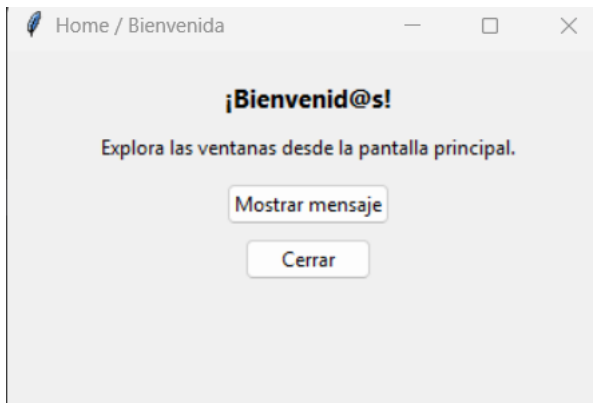 Home / Bienvenida
¡Bienvenid@s!
Explora las ventanas desde la pantalla principal.
Mostrar mensaje
Cerrar